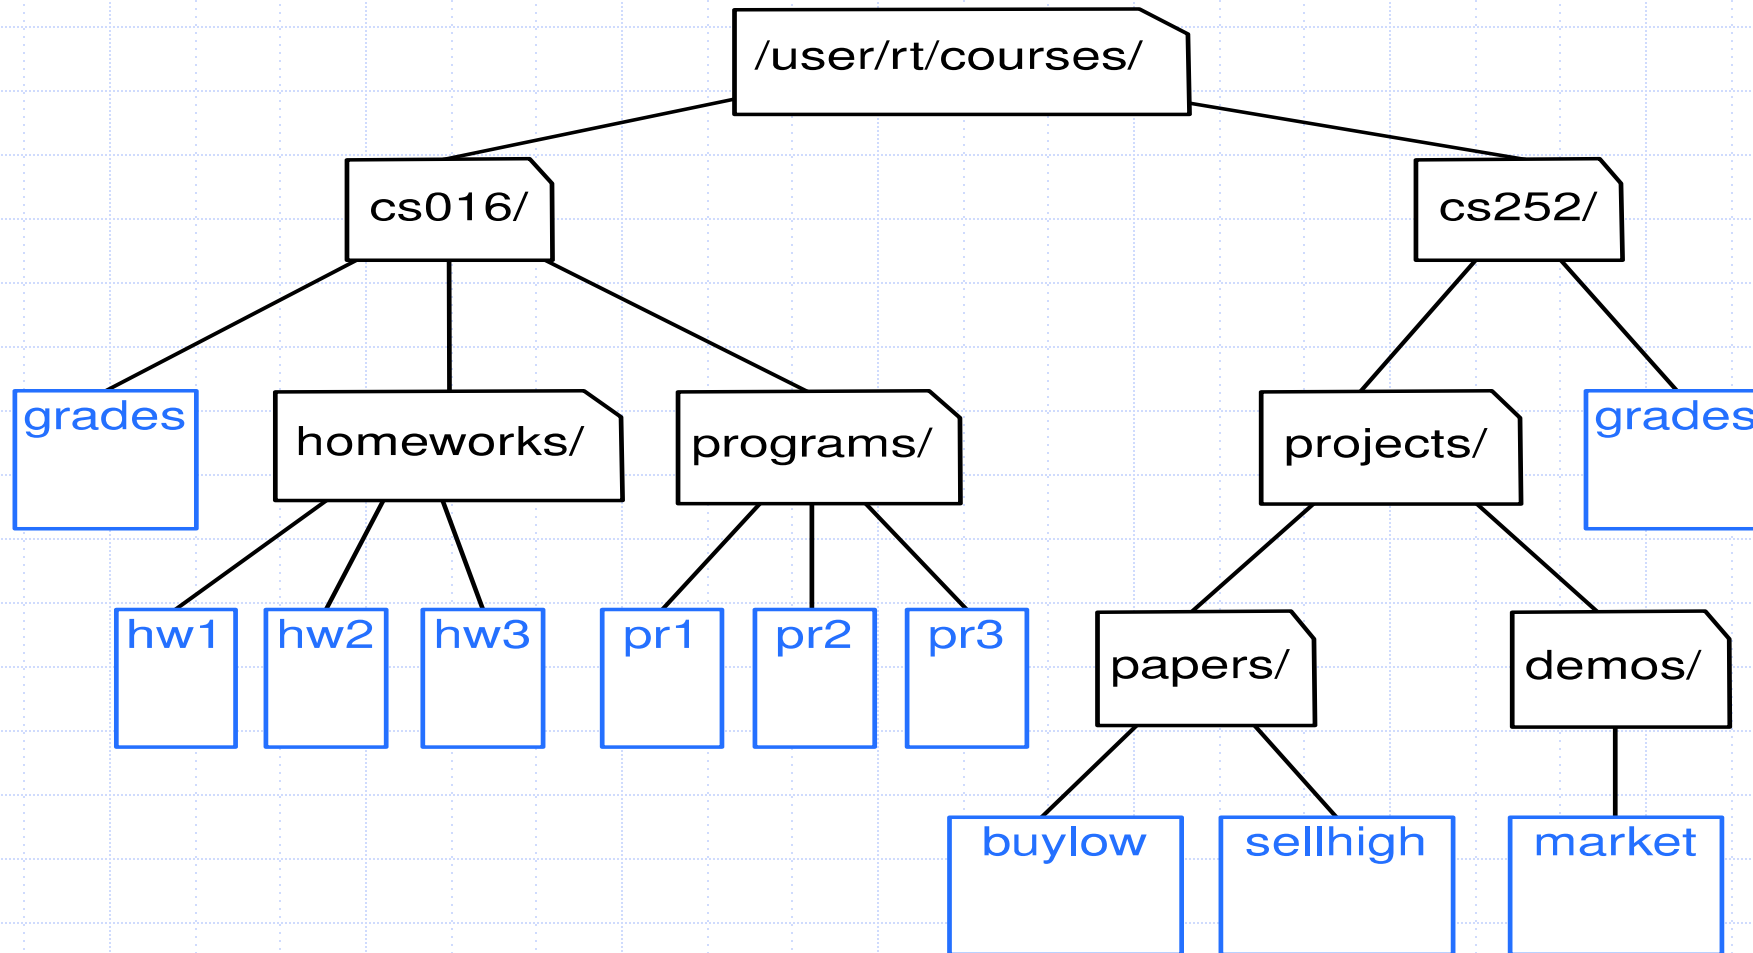 /user/rt/courses/
cs016/
cs252/
grades
homeworks/
programs/
projects/
grades
hw1
hw2
hw3
pr1
pr2
pr3
papers/
demos/
buylow
sellhigh
market